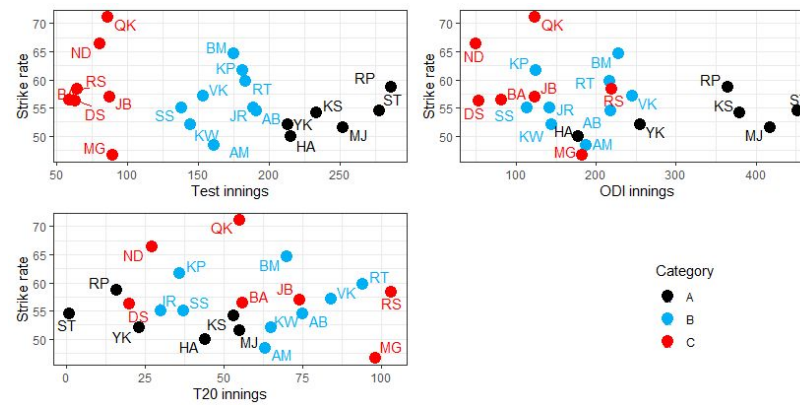 Strike rate
70
65
60
55
50
QK
ND
RS
BA
DS
JB
MG
BM
KP
VK
RT
SS
JR
AB
KW
AM
RP
ST
KS
YK
HA
MJ
50 100 150 200 250
Test innings
Strike rate
70
65
60
55
50
QK
ND
KP
BM
RT
RP
DS
BA
JB
RS
VK
SS
JR
AB
KS
ST
KW
HA
YK
MJ
MG
AM
100 200 300 400
ODI innings
Strike rate
70
65
60
55
50
QK
ND
KP
BM
RP
RT
JR
SS
BA
JB
VK
RS
ST
DS
YK
KS
KW
AB
HA
MJ
AM
MG
0 25 50 75 100
T20 innings
Category
A
B
C